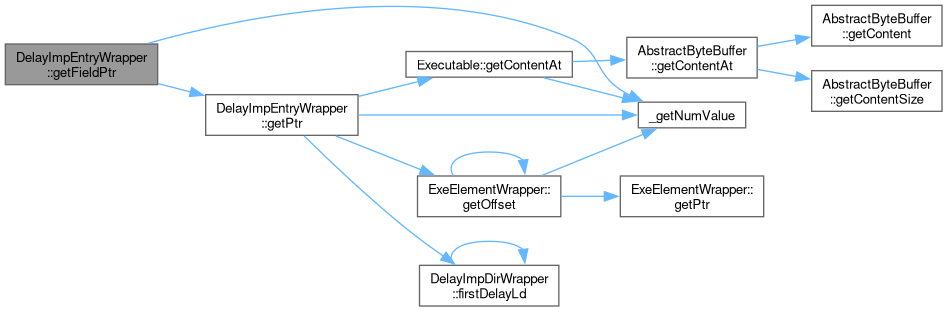 DelayImpEntryWrapper
::getFieldPtr
DelayImpEntryWrapper
::getPtr
Executable::getContentAt
AbstractByteBuffer
::getContentAt
AbstractByteBuffer
::getContent
AbstractByteBuffer
::getContentSize
_getNumValue
ExeElementWrapper::
getOffset
ExeElementWrapper::
getPtr
DelayImpDirWrapper
::firstDelayLd